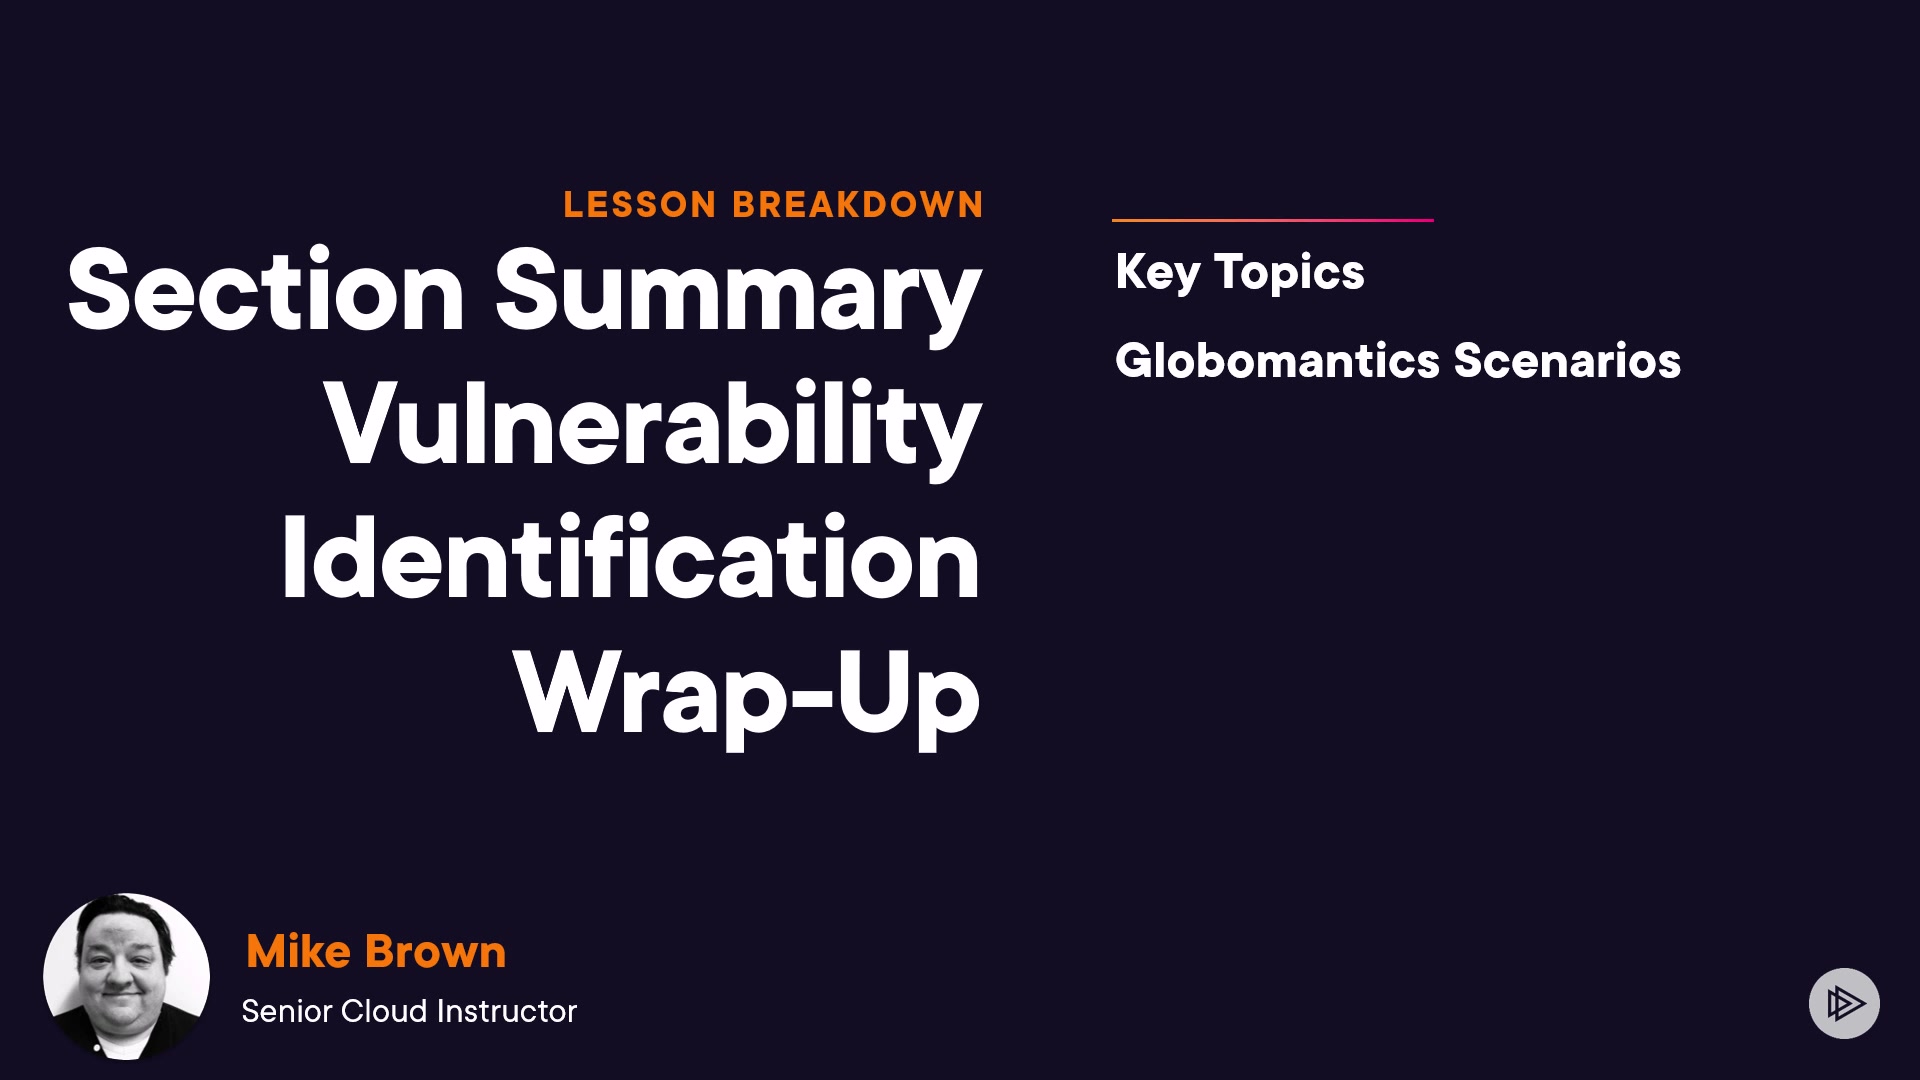 LESSON BREAKDOWN
Section Summary
Vulnerability
Identification
Wrap-Up
Key Topics
Globomantics Scenarios
Mike Brown
Senior Cloud Instructor